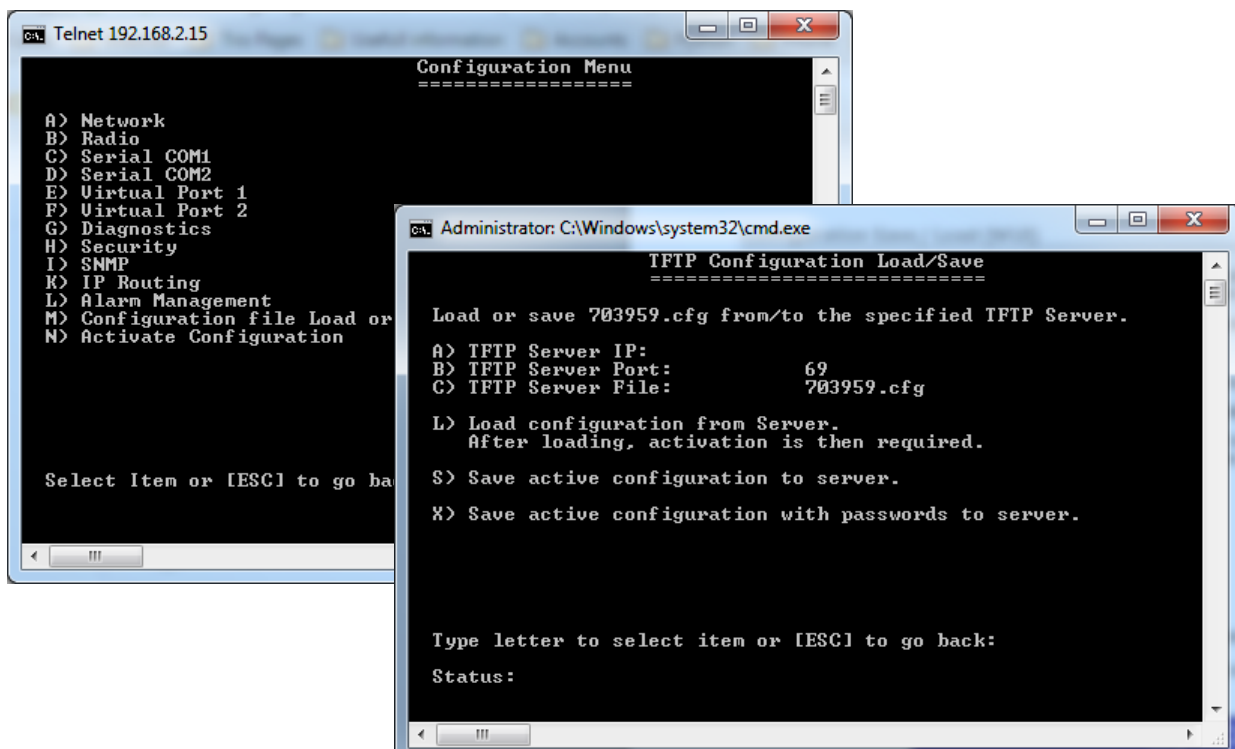 Telnet 192.168.2.15
Configuration Menu
==================
A) Network
B) Radio
C) Serial COM1
D) Serial COM2
E) Virtual Port 1
F) Virtual Port 2
G) Diagnostics
H) Security
I) SNMP
K) IP Routing
L) Alarm Management
M) Configuration file Load or
N) Activate Configuration
Select Item or [ESC] to go ba
Administrator: C:\Windows\system32\cmd.exe
TFTP Configuration Load/Save
============================
Load or save 703959.cfg from/to the specified TFTP Server.
A) TFTP Server IP:
B) TFTP Server Port: 69
C) TFTP Server File: 703959.cfg
L) Load configuration from Server.
After loading, activation is then required.
S) Save active configuration to server.
X) Save active configuration with passwords to server.
Type letter to select item or [ESC] to go back:
Status: